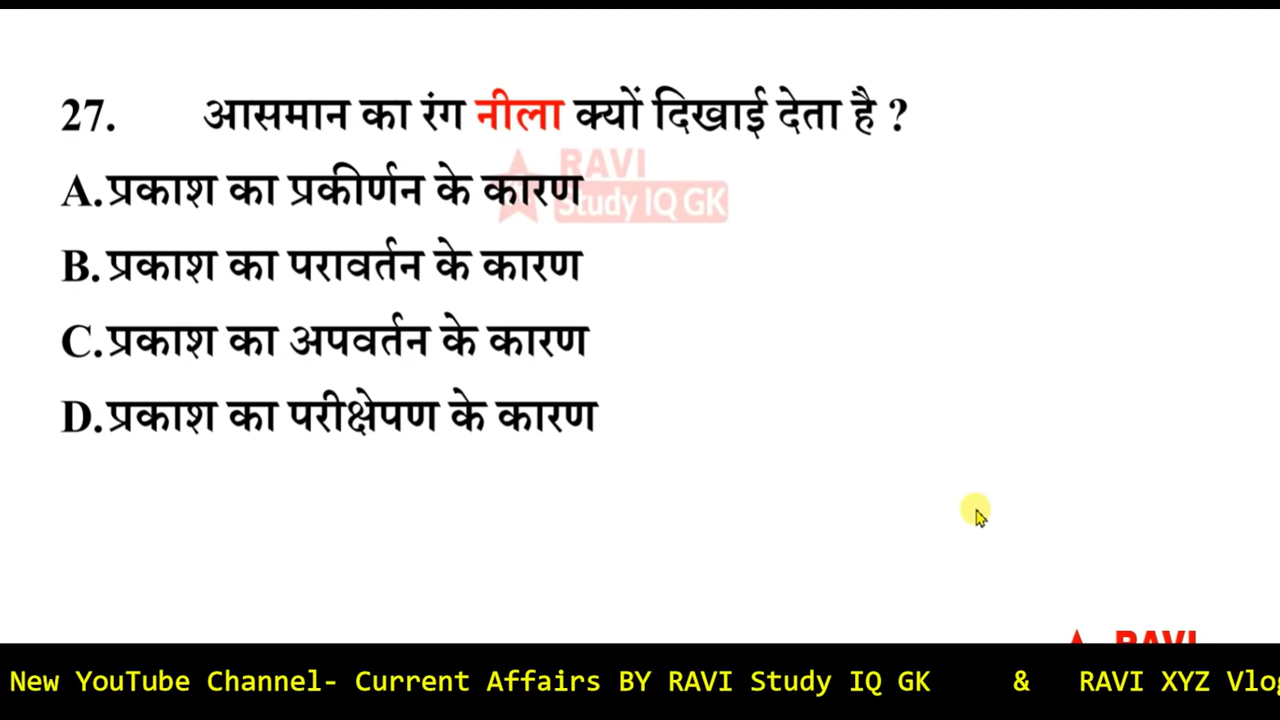 27. आसमान का रंग नीला क्यों दिखाई देता है ?
RAVI
Study IQ GK
A.प्रकाश का प्रकीर्णन के कारण
B.प्रकाश का परावर्तन के कारण
C.प्रकाश का अपवर्तन के कारण
D.प्रकाश का परीक्षेपण के कारण
RAVI
New YouTube Channel- Current Affairs BY RAVI Study IQ GK & RAVI XYZ Vlog